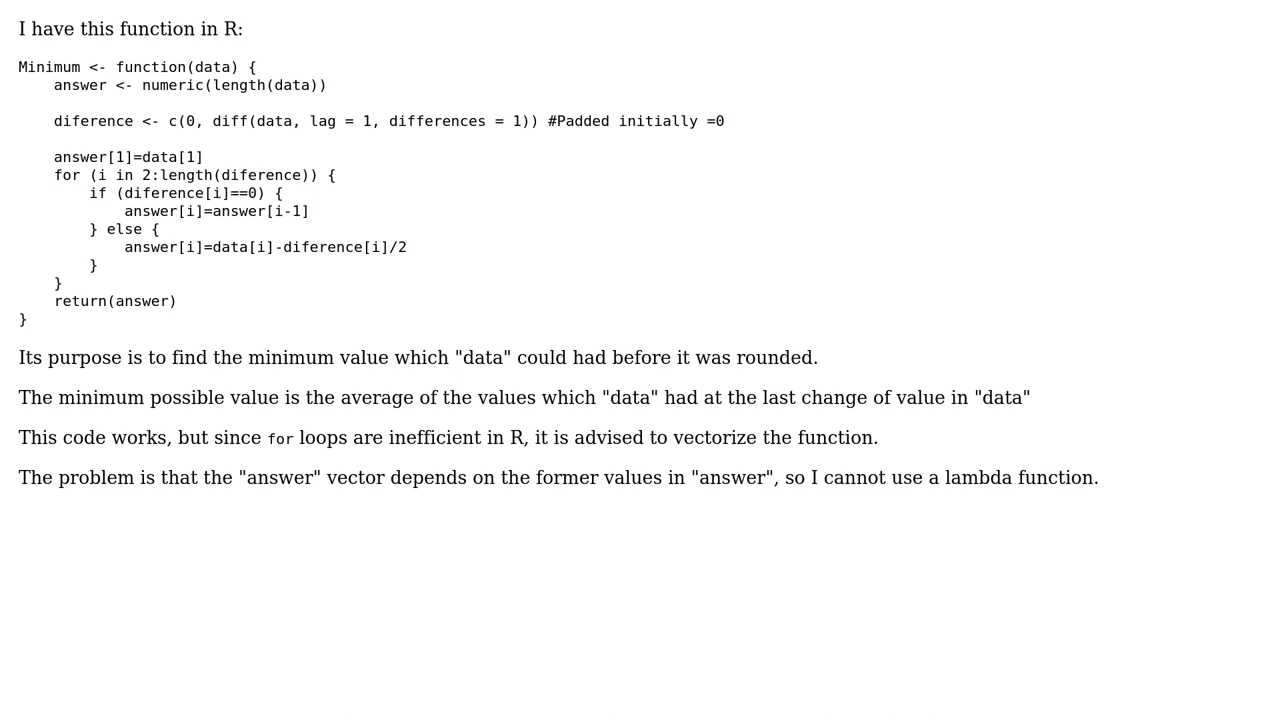 I have this function in R:
Minimum <- function(data) {
    answer <- numeric(length(data))
    diference <- c(0, diff(data, lag = 1, differences = 1)) #Padded initially =0
    answer[1]=data[1]
    for (i in 2:length(diference)) {
        if (diference[i]==0) {
            answer[i]=answer[i-1]
        } else {
            answer[i]=data[i]-diference[i]/2
        }
    }
    return(answer)
}
Its purpose is to find the minimum value which "data" could had before it was rounded.
The minimum possible value is the average of the values which "data" had at the last change of value in "data"
This code works, but since for loops are inefficient in R, it is advised to vectorize the function.
The problem is that the "answer" vector depends on the former values in "answer", so I cannot use a lambda function.